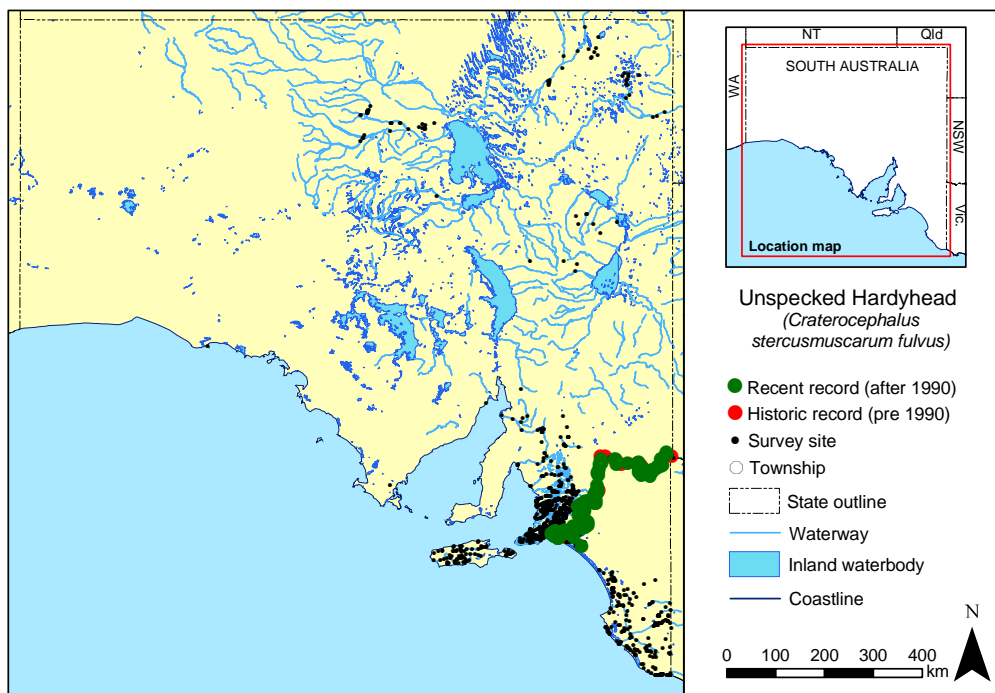 NT
Qld
SOUTH AUSTRALIA
WA
NSW
Vic.
Location map
Unspecked Hardyhead
(Craterocephalus
stercusmuscarum fulvus)
Recent record (after 1990)
Historic record (pre 1990)
Survey site
Township
State outline
Waterway
Inland waterbody
Coastline
N
0 100 200 300 400
km